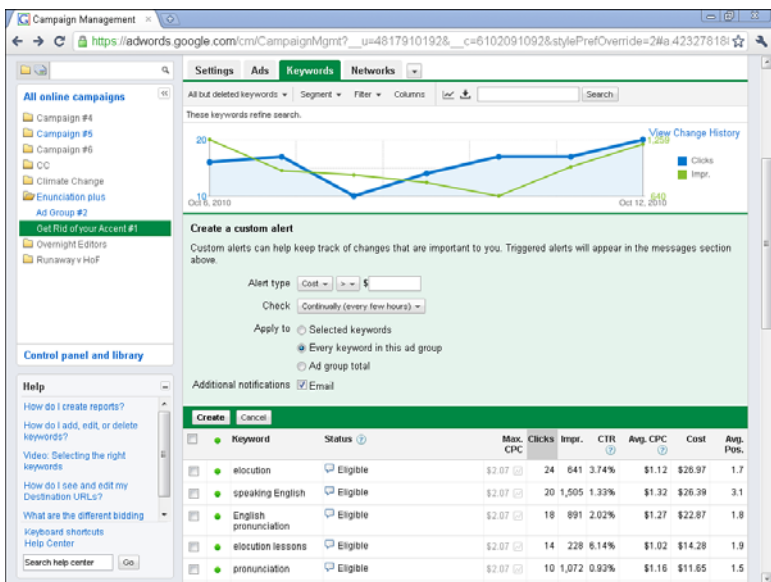 Campaign Management
https://adwords.google.com/cm/CampaignMgmt?__u=4817910192&__c=6102091092&stylePrefOverride=2#a.42327818
All online campaigns
Campaign #4
Campaign #5
Campaign #6
CC
Climate Change
Enunciation plus
Ad Group #2
Get Rid of your Accent #1
Overnight Editors
Runaway v HoF
Control panel and library
Help
How do I create reports?
How do I add, edit, or delete
keywords?
Video: Selecting the right
keywords
How do I see and edit my
Destination URLs?
What are the different bidding
Keyboard shortcuts
Help Center
Search help center Go
Settings Ads Keywords Networks
All but deleted keywords Segment Filter Columns Search
These keywords refine search.
View Change History
20 1,259
Clicks
Impr.
10 640
Oct 6, 2010 Oct 12, 2010
Create a custom alert
Custom alerts can help keep track of changes that are important to you. Triggered alerts will appear in the messages section
above.
Alert type Cost > $
Check Continually (every few hours)
Apply to Selected keywords
Every keyword in this ad group
Ad group total
Additional notifications Email
Create Cancel
Keyword Status Max. CPC Clicks Impr. CTR Avg. CPC Cost Avg. Pos.
elocution Eligible $2.07 24 641 3.74% $1.12 $26.97 1.7
speaking English Eligible $2.07 20 1,505 1.33% $1.32 $26.39 3.1
English pronunciation Eligible $2.07 18 891 2.02% $1.27 $22.87 1.8
elocution lessons Eligible $2.07 14 228 6.14% $1.02 $14.28 1.9
pronunciation Eligible $2.07 10 1,072 0.93% $1.16 $11.65 1.5